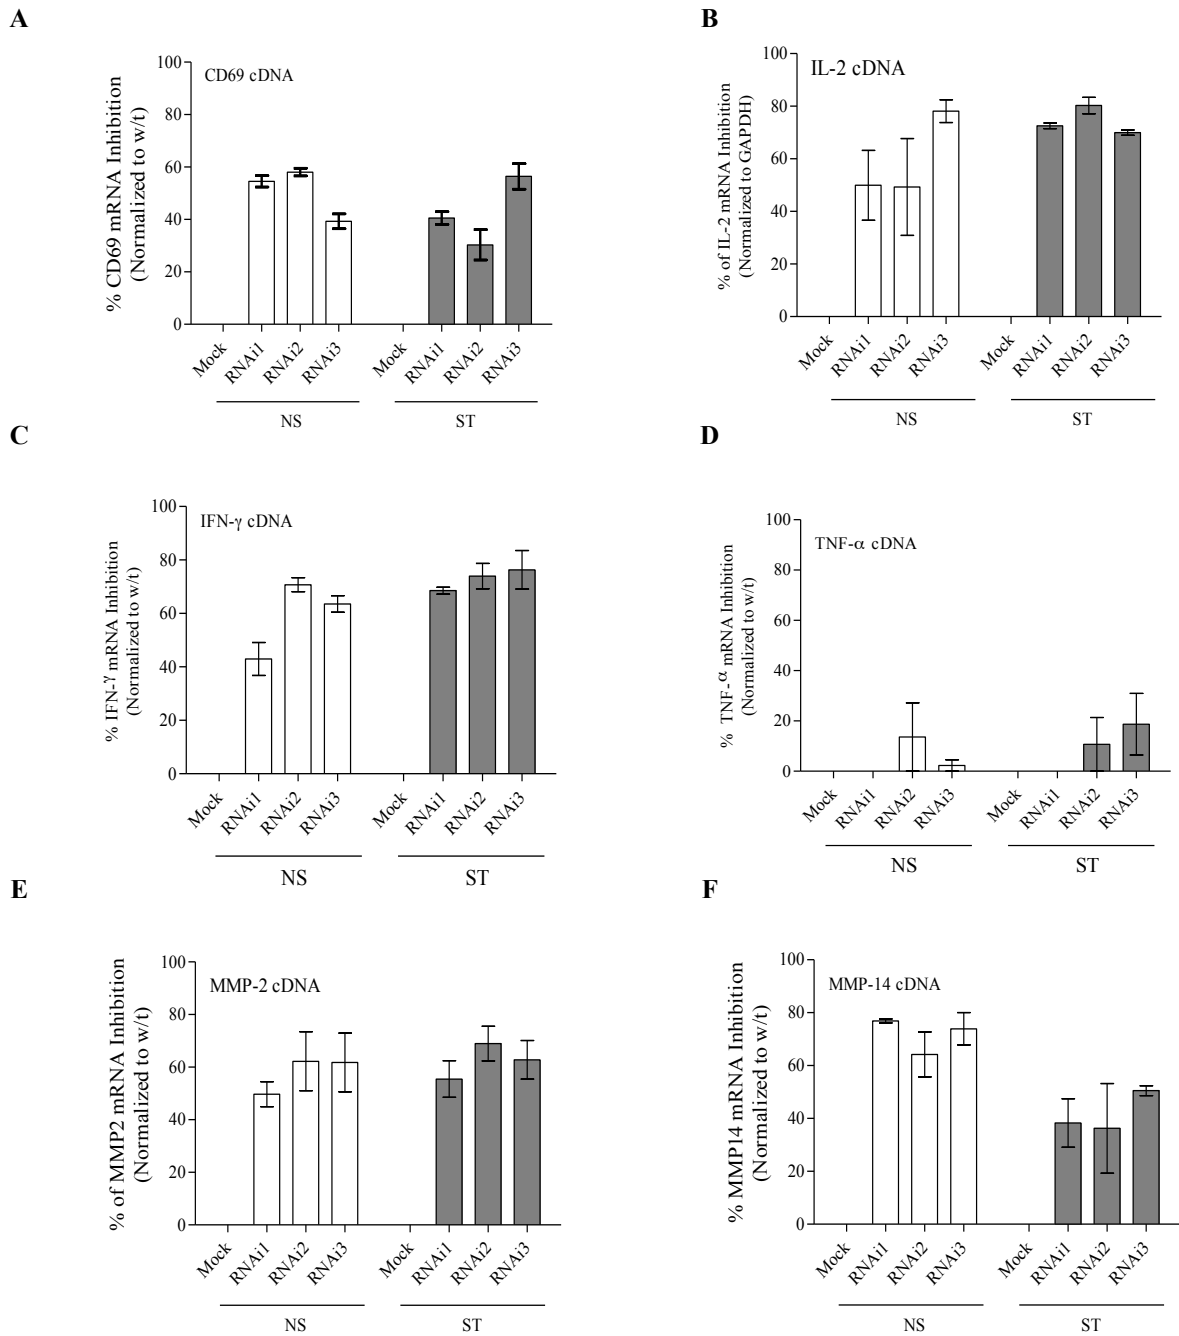 A
% CD69 mRNA Inhibition
(Normalized to w/t)
100
80
60
40
20
0
CD69 cDNA
Mock
RNAi1
RNAi2
RNAi3
Mock
RNAi1
RNAi2
RNAi3
NS
ST
B
% of IL-2 mRNA Inhibition
(Normalized to GAPDH)
100
80
60
40
20
0
IL-2 cDNA
Mock
RNAi1
RNAi2
RNAi3
Mock
RNAi1
RNAi2
RNAi3
NS
ST
C
% IFN-γ mRNA Inhibition
(Normalized to w/t)
100
80
60
40
20
0
IFN-γ cDNA
Mock
RNAi1
RNAi2
RNAi3
Mock
RNAi1
RNAi2
RNAi3
NS
ST
D
% TNF-α mRNA Inhibition
(Normalized to w/t)
100
80
60
40
20
0
TNF-α cDNA
Mock
RNAi1
RNAi2
RNAi3
Mock
RNAi1
RNAi2
RNAi3
NS
ST
E
% of MMP2 mRNA Inhibition
(Normalized to w/t)
100
80
60
40
20
0
MMP-2 cDNA
Mock
RNAi1
RNAi2
RNAi3
Mock
RNAi1
RNAi2
RNAi3
NS
ST
F
% MMP14 mRNA Inhibition
(Normalized to w/t)
100
80
60
40
20
0
MMP-14 cDNA
Mock
RNAi1
RNAi2
RNAi3
Mock
RNAi1
RNAi2
RNAi3
NS
ST